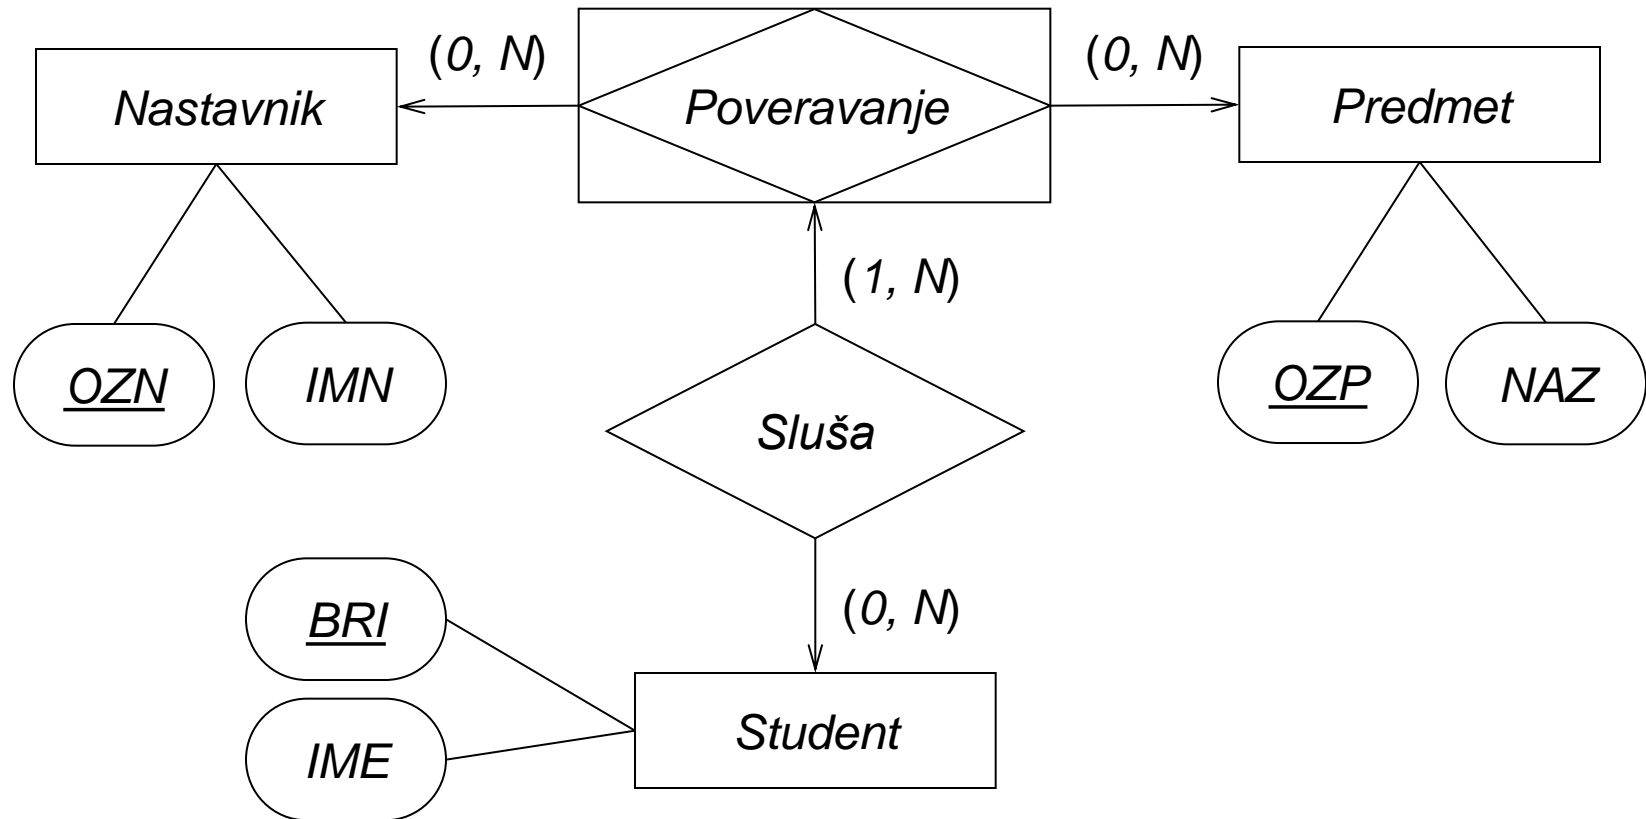 (0, N)
(0, N)
Nastavnik
Poveravanje
Predmet
(1, N)
OZN
IMN
OZP
NAZ
Sluša
(0, N)
BRI
IME
Student